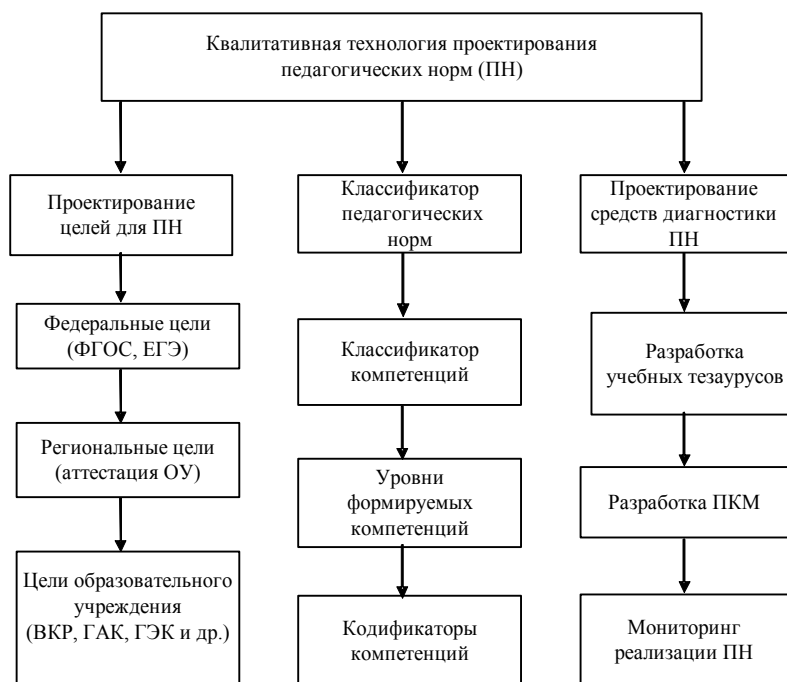 Квалитативная технология проектирования
педагогических норм (ПН)
Проектирование
целей для ПН
Классификатор
педагогических
норм
Проектирование
средств диагностики
ПН
Федеральные цели
(ФГОС, ЕГЭ)
Классификатор
компетенций
Разработка
учебных тезаурусов
Региональные цели
(аттестация ОУ)
Уровни
формируемых
компетенций
Разработка ПКМ
Цели образовательного
учреждения
(ВКР, ГАК, ГЭК и др.)
Кодификаторы
компетенций
Мониторинг
реализации ПН